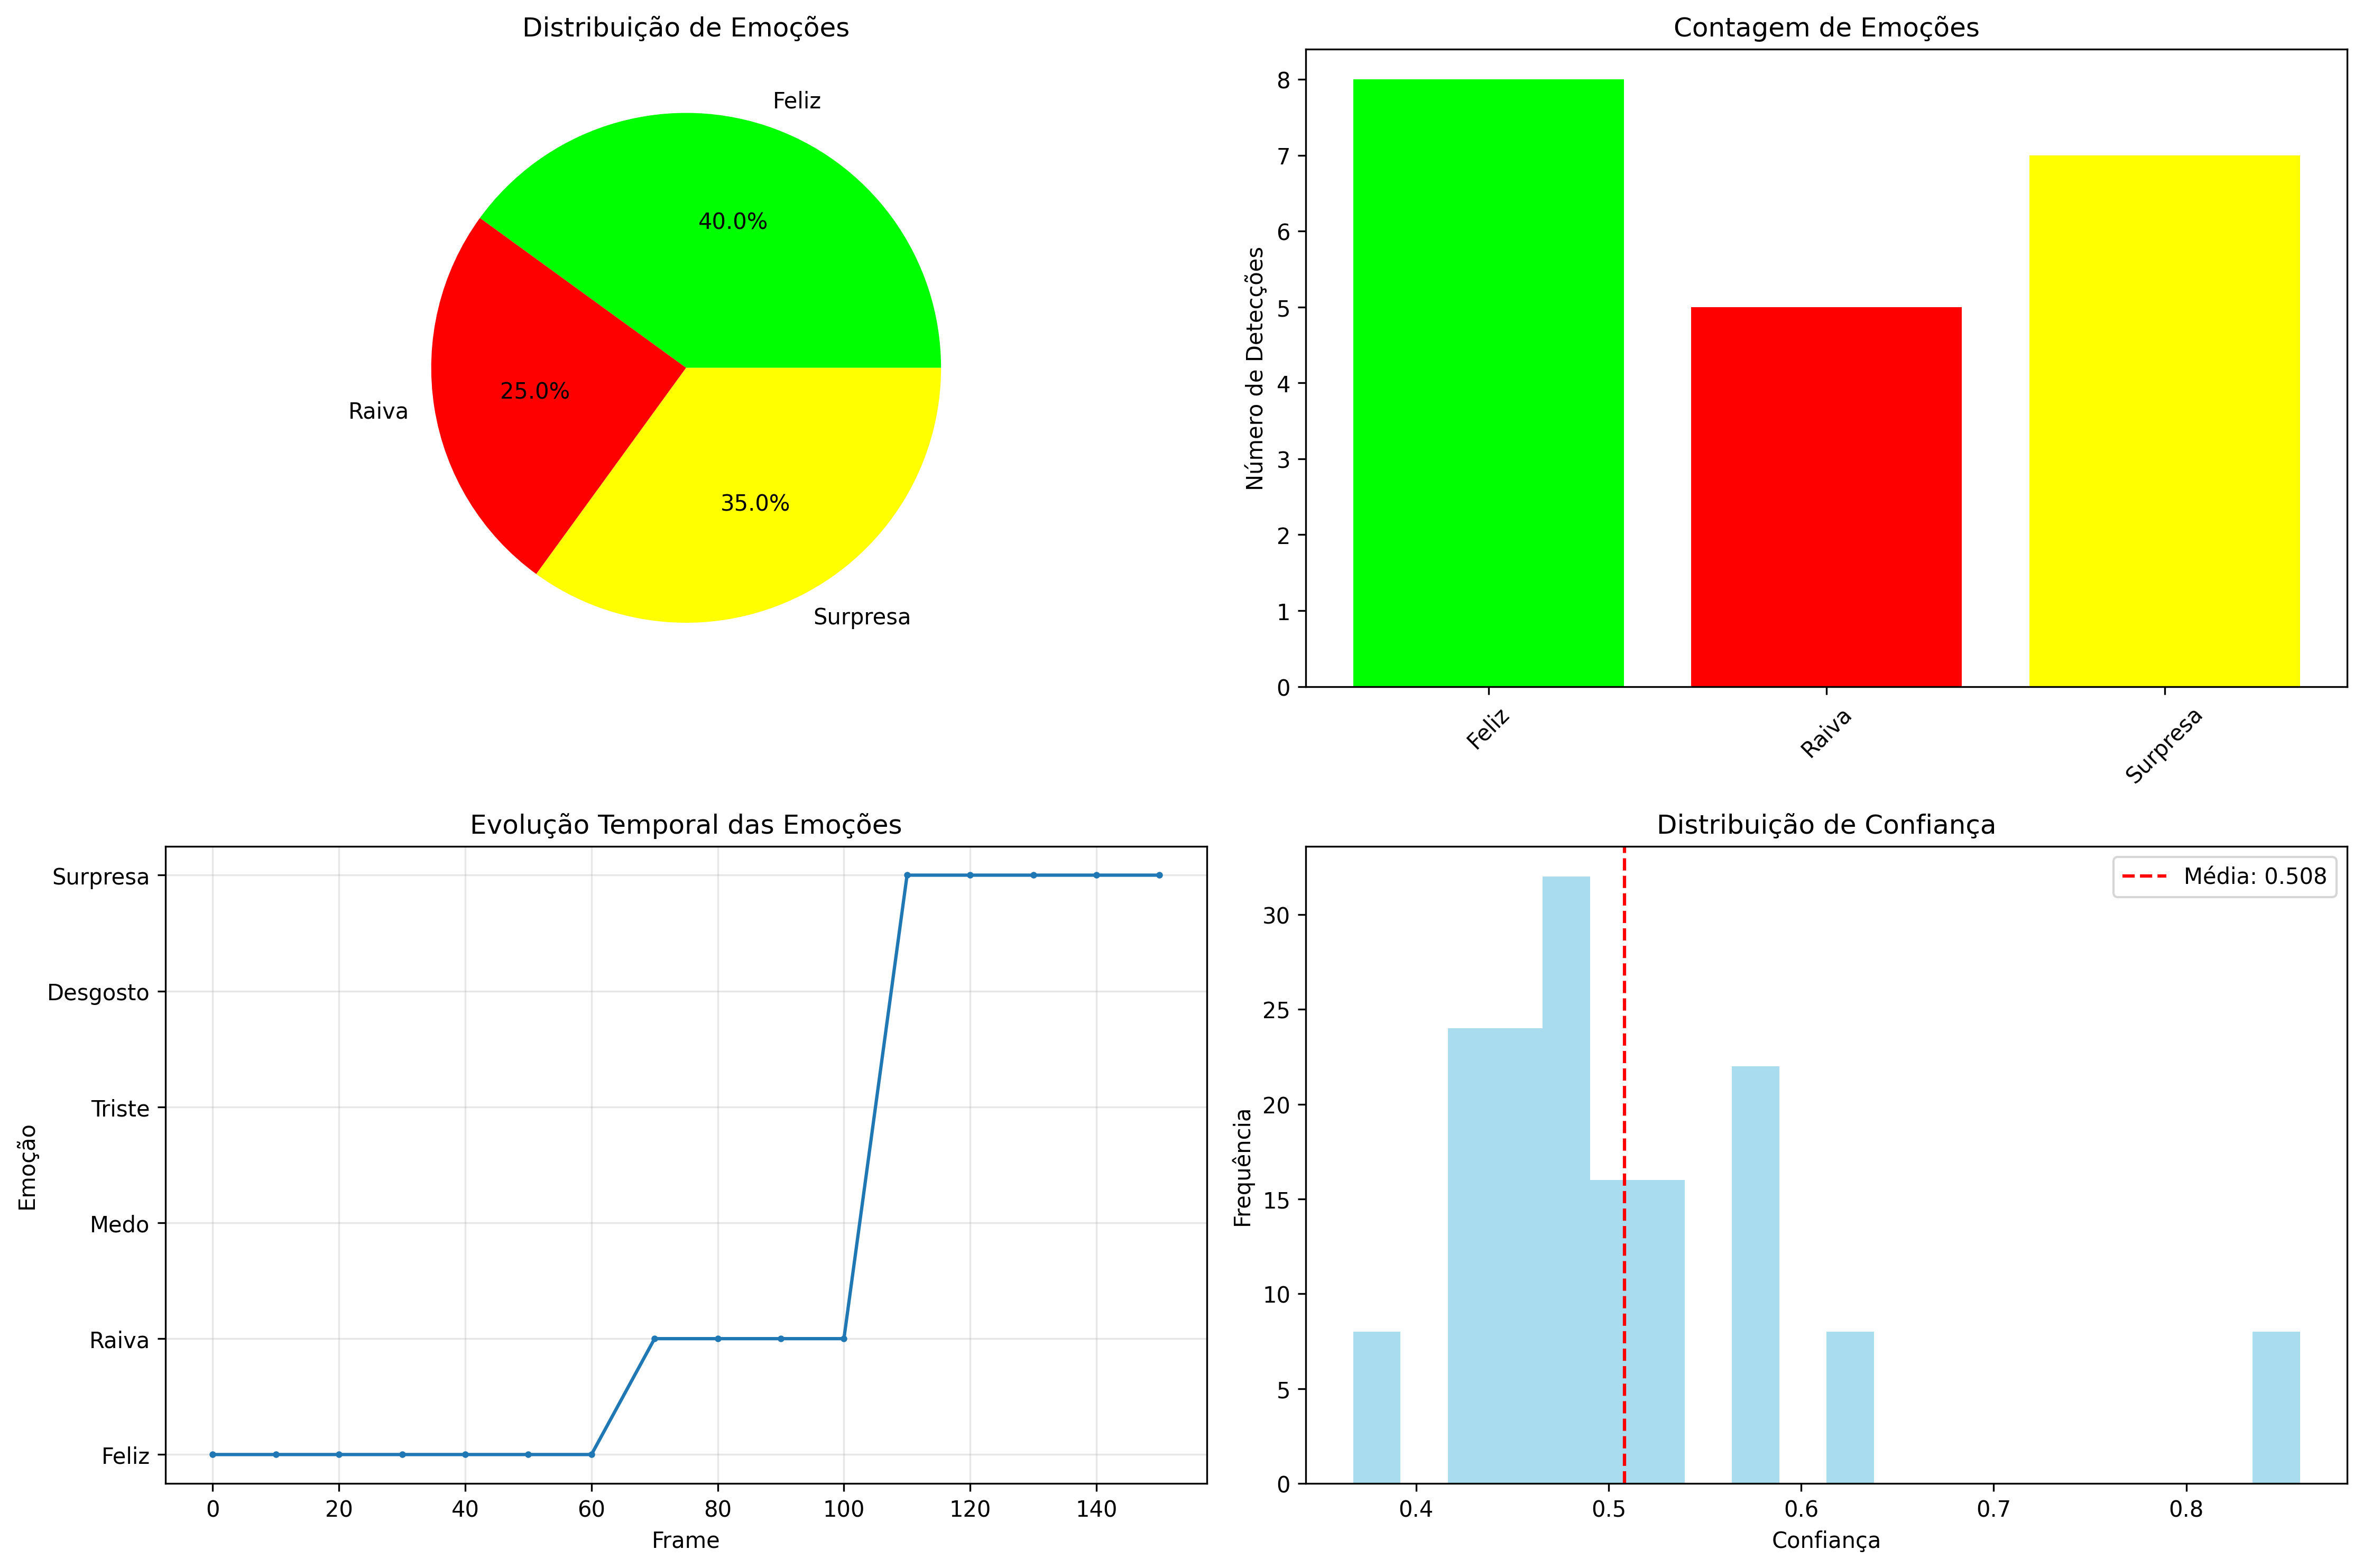 Distribuição de Emoções
Feliz
40.0%
25.0%
Raiva
35.0%
Surpresa
Contagem de Emoções
8
7
6
5
4
3
2
1
0
Número de Detecções
Feliz
Raiva
Surpresa
Evolução Temporal das Emoções
Surpresa
Desgosto
Triste
Medo
Raiva
Feliz
Emoção
0 20 40 60 80 100 120 140
Frame
Distribuição de Confiança
Média: 0.508
30
25
20
15
10
5
0
Frequência
0.4 0.5 0.6 0.7 0.8
Confiança